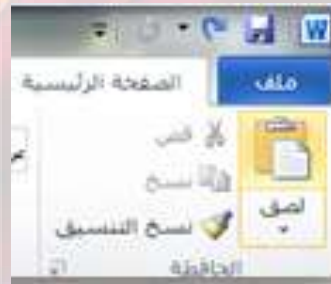 W
ملف الصفحة الرئيسية
قص
نسخ
لصق
نسخ التنسيق
الحافظة